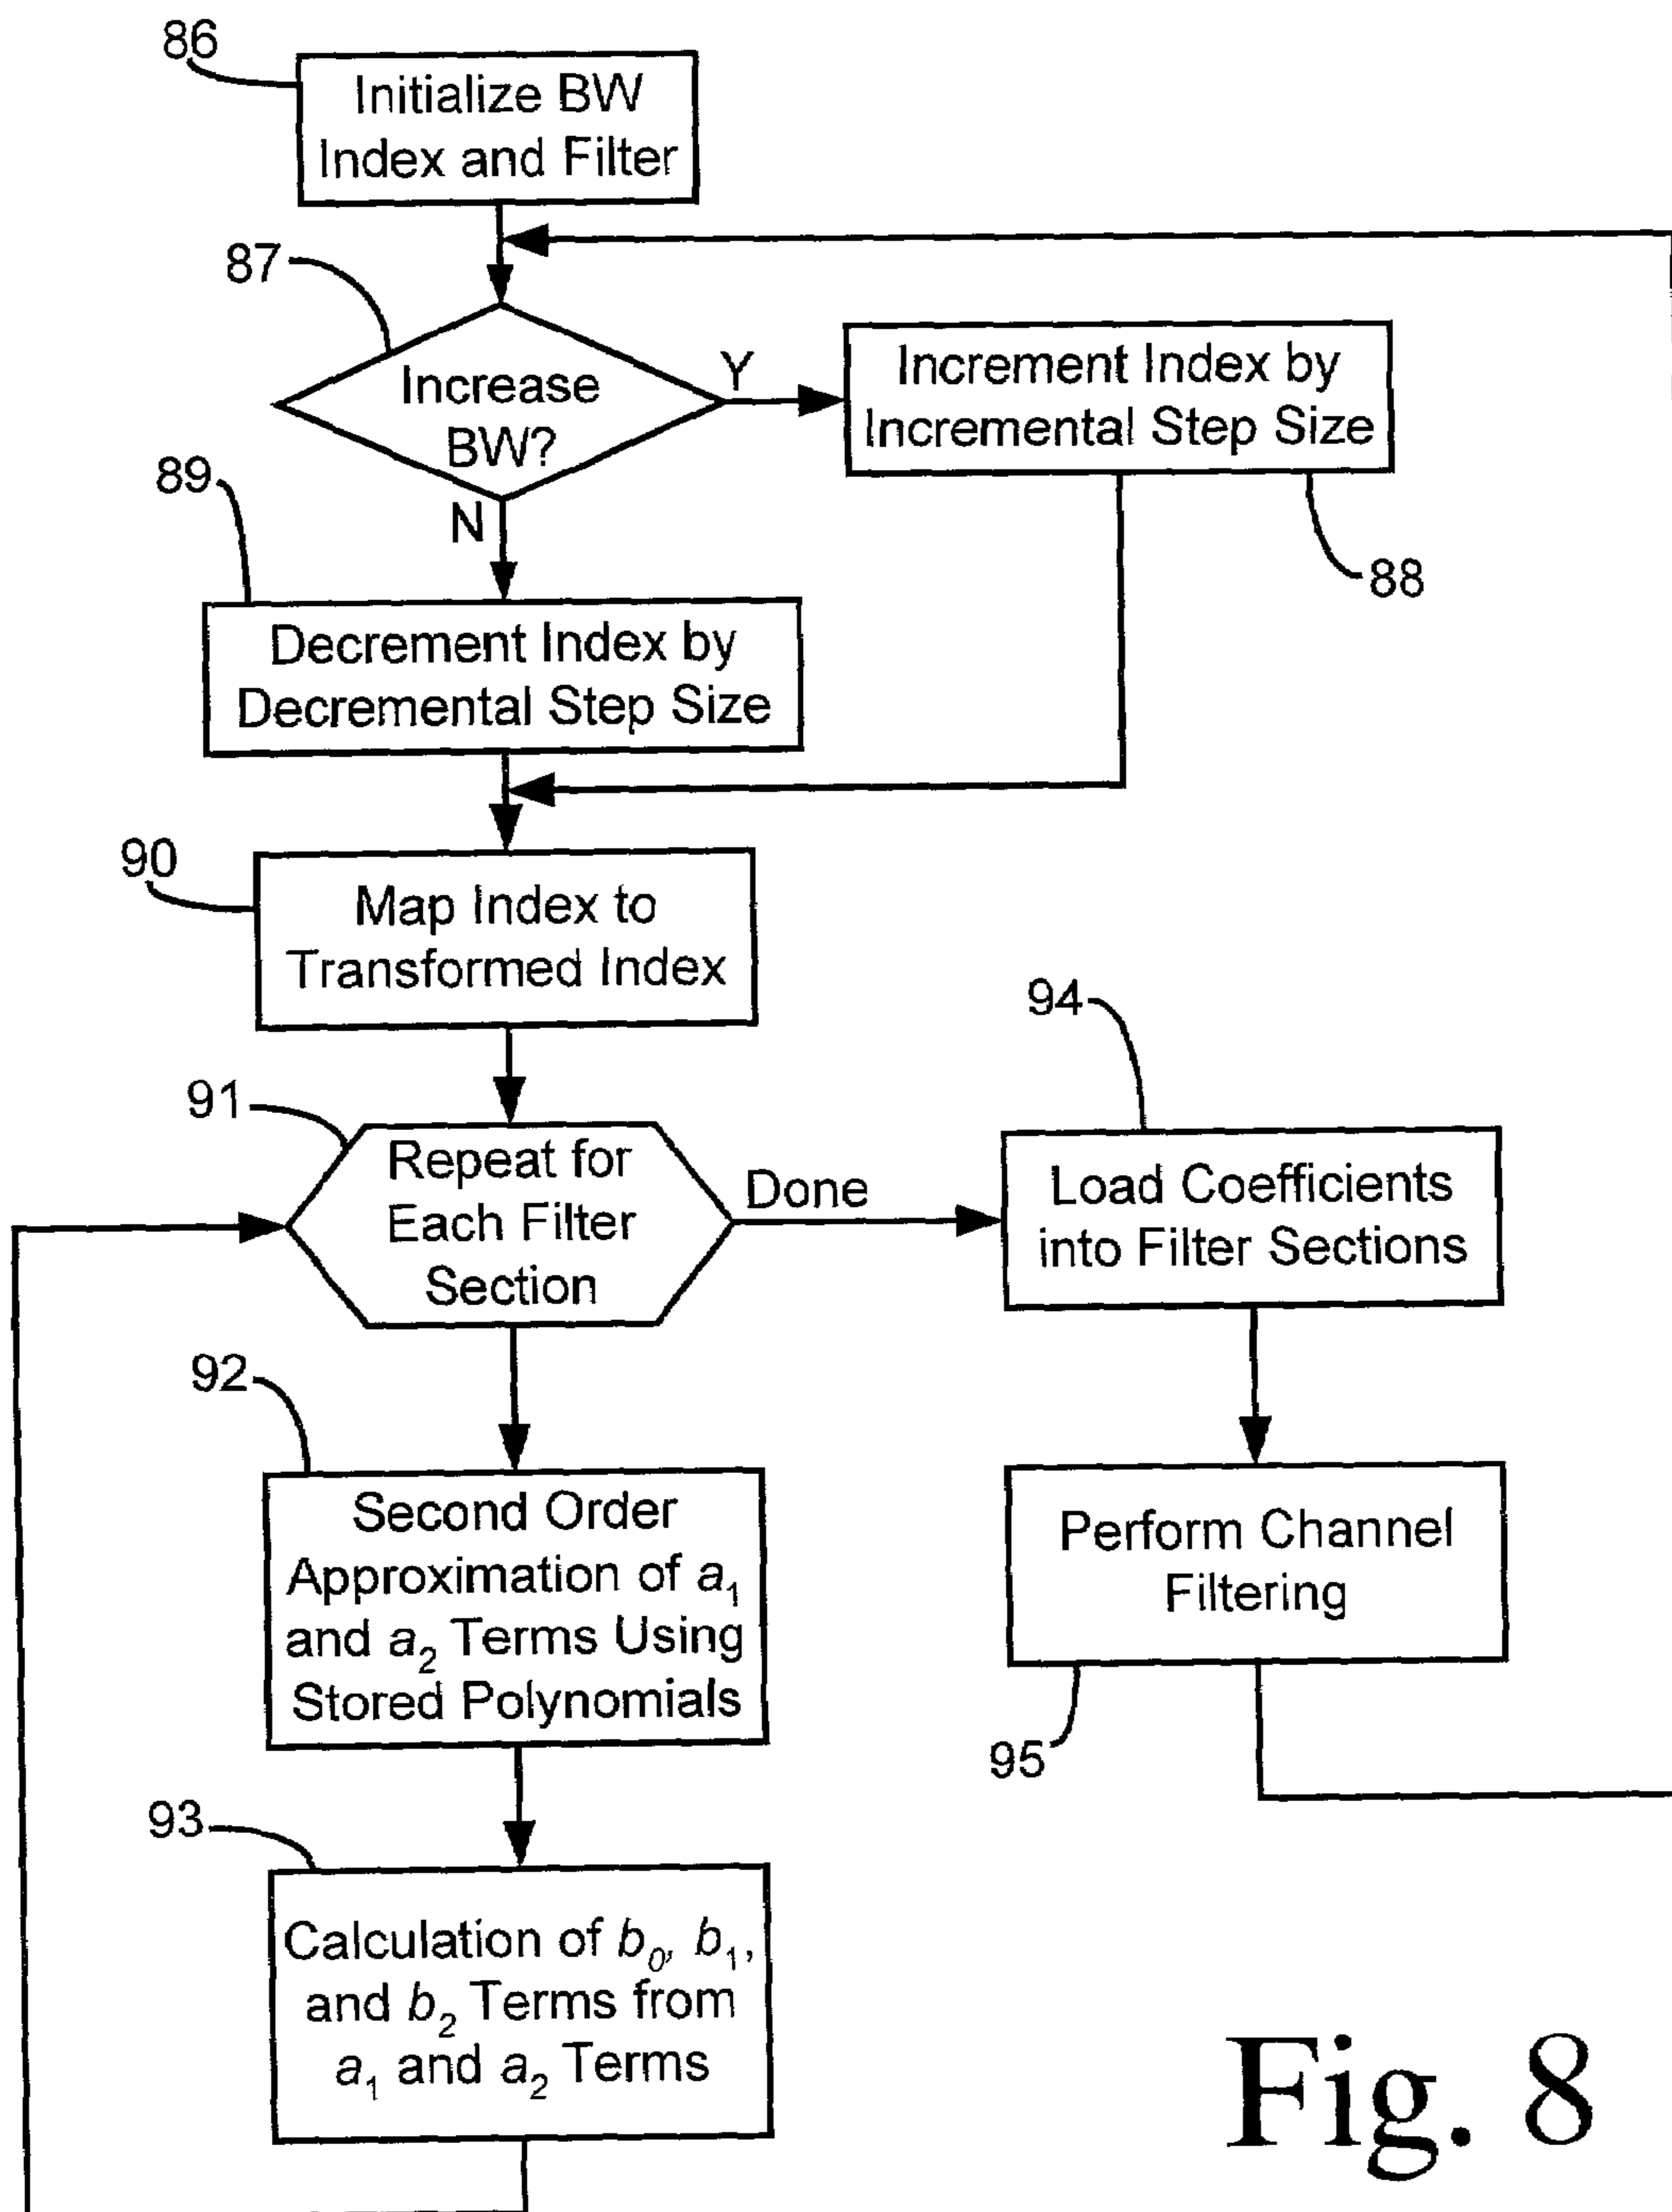 86
Initialize BW
Index and Filter
87
Increase
BW?
Y
Increment Index by
Incremental Step Size
88
N
89
Decrement Index by
Decremental Step Size
90
Map Index to
Transformed Index
91
Repeat for
Each Filter
Section
Done
94
Load Coefficients
into Filter Sections
92
Second Order
Approximation of a₁
and a₂ Terms Using
Stored Polynomials
Perform Channel
Filtering
95
93
Calculation of b₀, b₁,
and b₂ Terms from
a₁ and a₂ Terms
Fig. 8